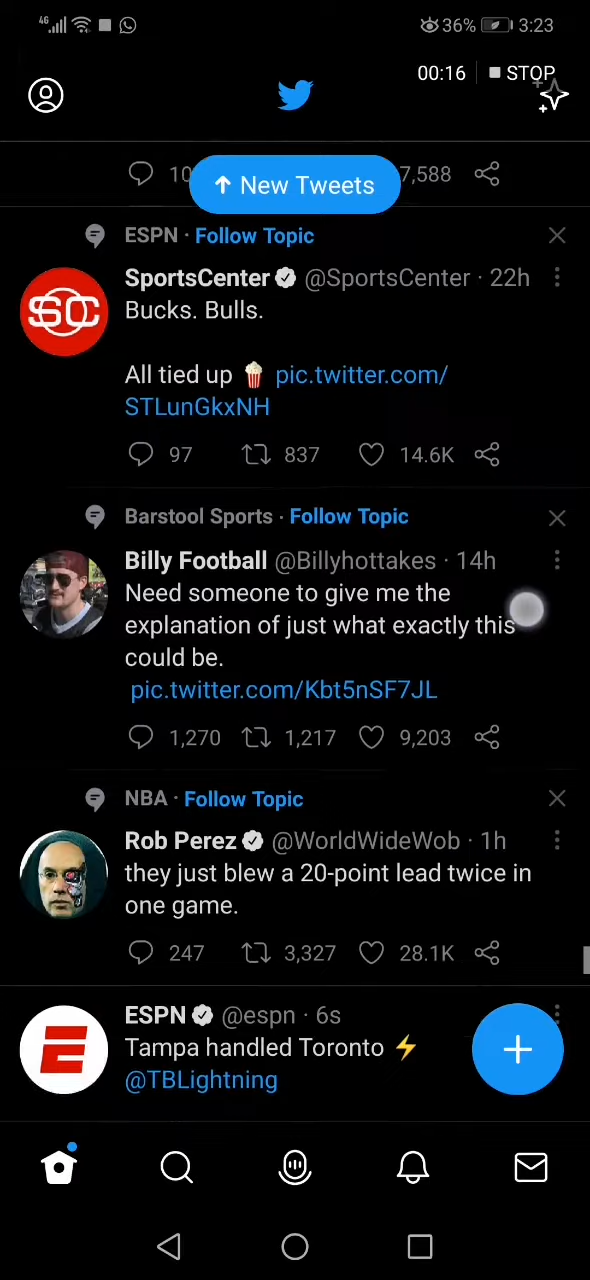 4G 36% 3:23
00:16 STOP
10 7,588
↑ New Tweets
ESPN · Follow Topic
SportsCenter @SportsCenter · 22h
SC
Bucks. Bulls.
All tied up 🍿 pic.twitter.com/
STLunGkxNH
97 837 14.6K
Barstool Sports · Follow Topic
Billy Football @Billyhottakes · 14h
Need someone to give me the
explanation of just what exactly this
could be.
pic.twitter.com/Kbt5nSF7JL
1,270 1,217 9,203
NBA · Follow Topic
Rob Perez @WorldWideWob · 1h
they just blew a 20-point lead twice in
one game.
247 3,327 28.1K
ESPN @espn · 6s
E
Tampa handled Toronto ⚡
@TBLightning